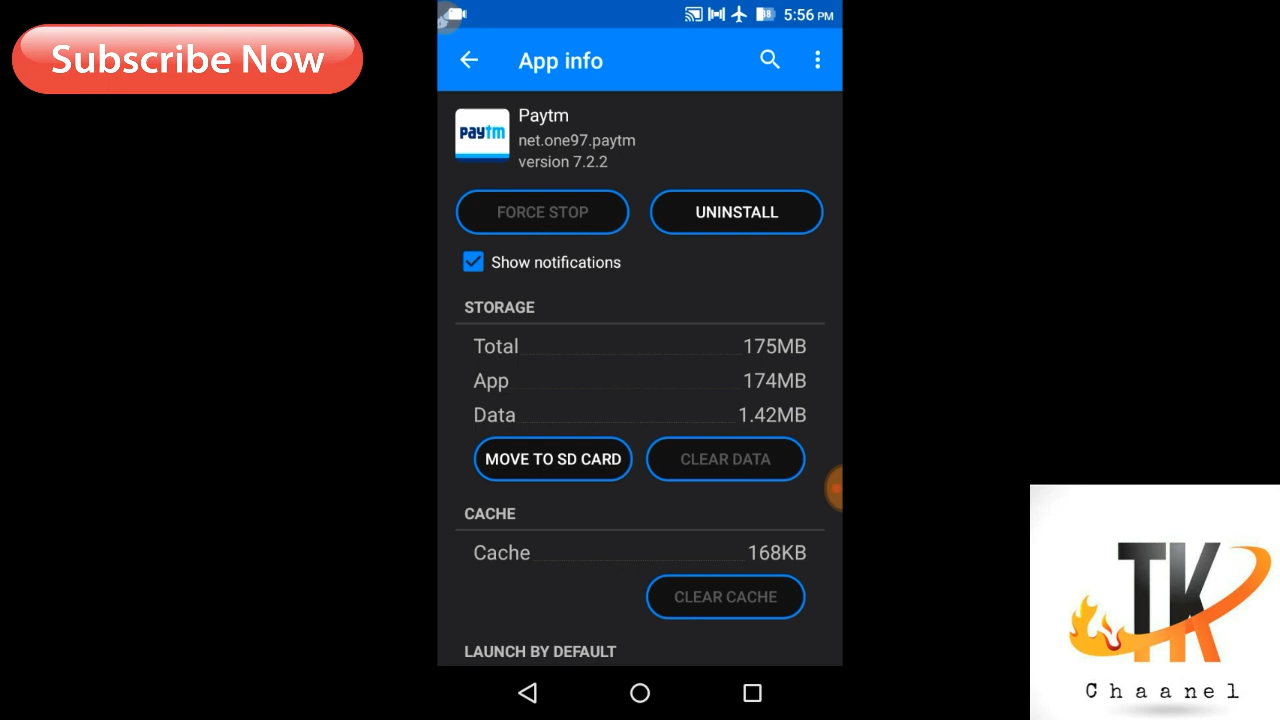 Subscribe Now
5:56 PM
App info
Paytm
paytm
net.one97.paytm
version 7.2.2
FORCE STOP
UNINSTALL
Show notifications
STORAGE
Total 175MB
App 174MB
Data 1.42MB
MOVE TO SD CARD
CLEAR DATA
CACHE
Cache 168KB
CLEAR CACHE
LAUNCH BY DEFAULT
TK
Chaanel